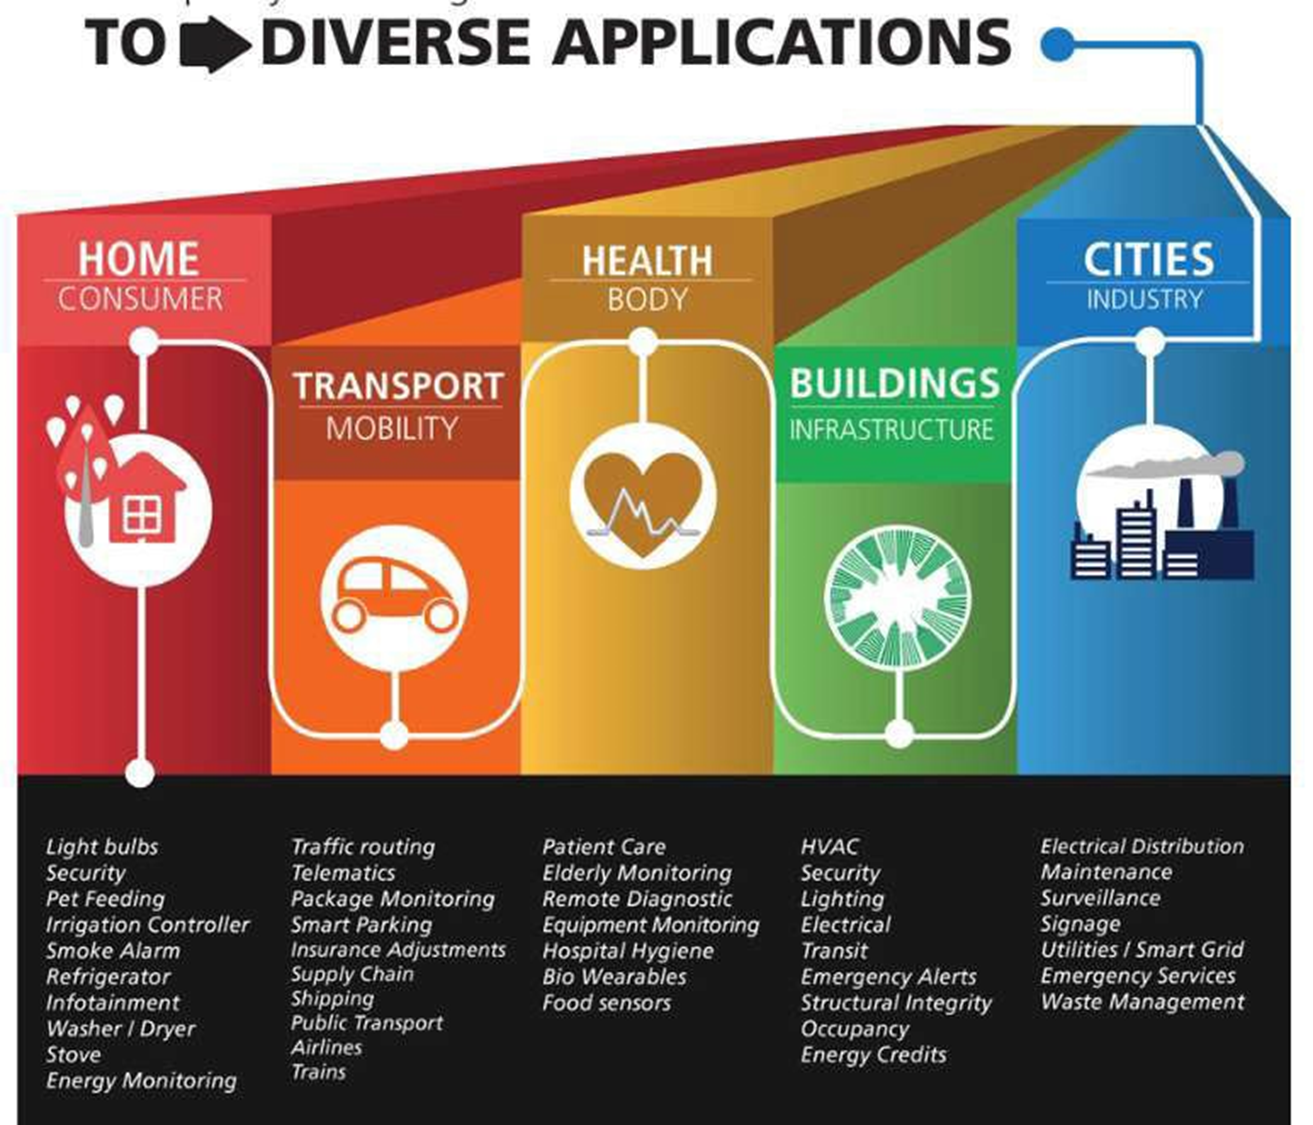 TO DIVERSE APPLICATIONS
HOME
CONSUMER
TRANSPORT
MOBILITY
HEALTH
BODY
BUILDINGS
INFRASTRUCTURE
CITIES
INDUSTRY
Light bulbs
Security
Pet Feeding
Irrigation Controller
Smoke Alarm
Refrigerator
Infotainment
Washer / Dryer
Stove
Energy Monitoring
Traffic routing
Telematics
Package Monitoring
Smart Parking
Insurance Adjustments
Supply Chain
Shipping
Public Transport
Airlines
Trains
Patient Care
Elderly Monitoring
Remote Diagnostic
Equipment Monitoring
Hospital Hygiene
Bio Wearables
Food sensors
HVAC
Security
Lighting
Electrical
Transit
Emergency Alerts
Structural Integrity
Occupancy
Energy Credits
Electrical Distribution
Maintenance
Surveillance
Signage
Utilities / Smart Grid
Emergency Services
Waste Management